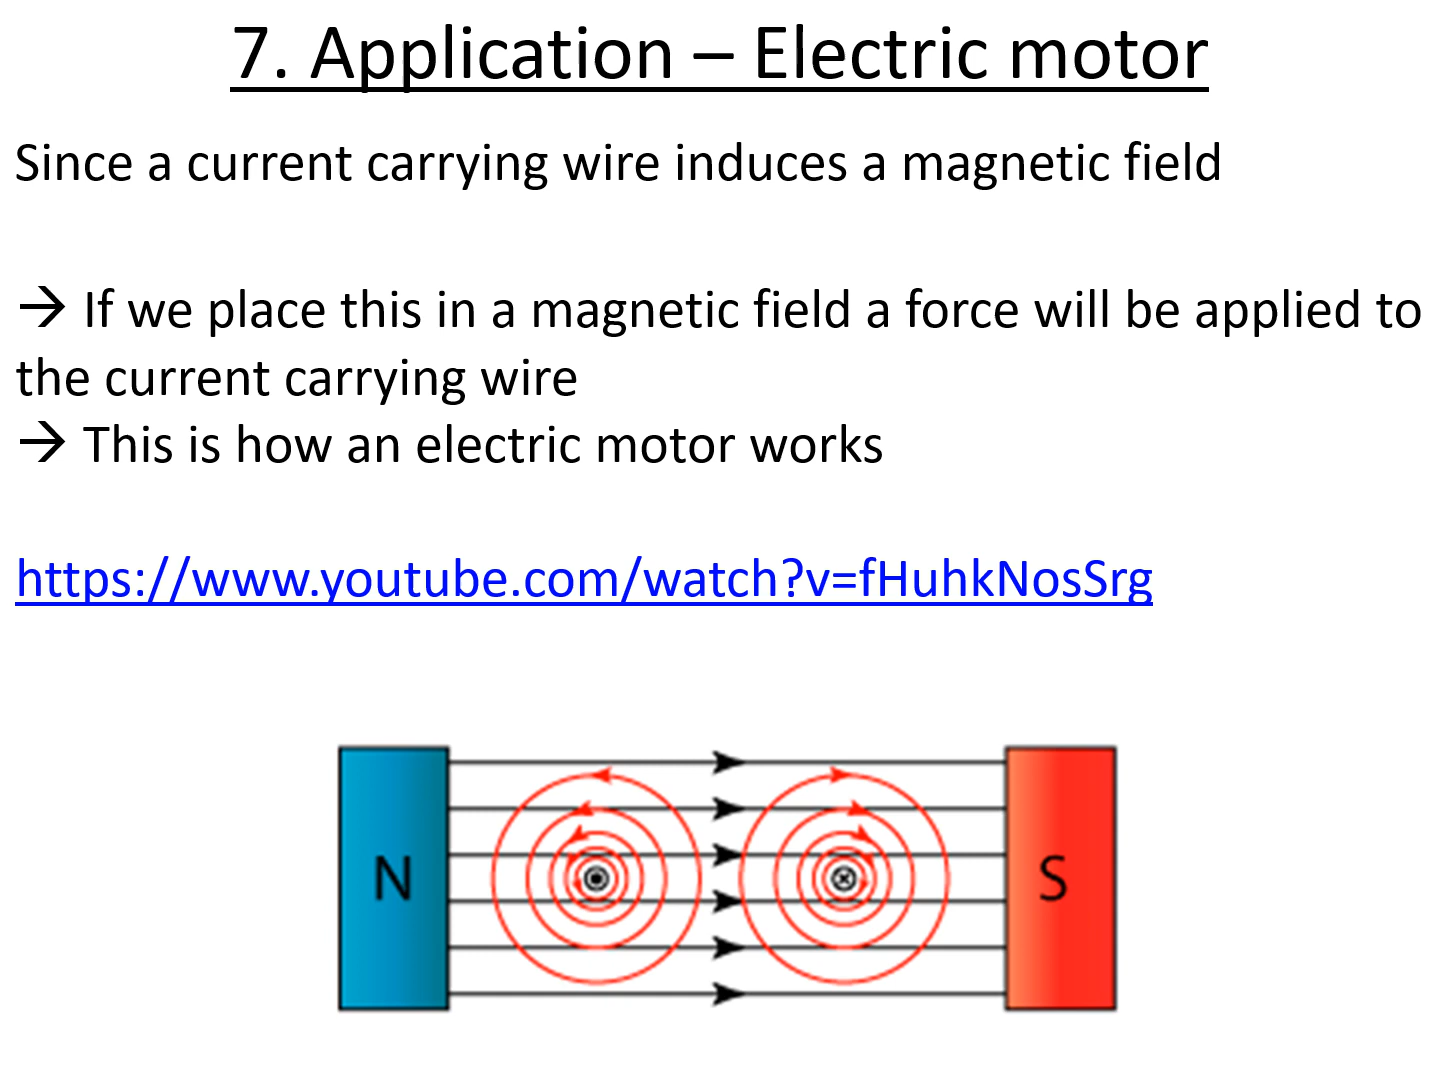 7. Application – Electric motor
Since a current carrying wire induces a magnetic field
→ If we place this in a magnetic field a force will be applied to
the current carrying wire
→ This is how an electric motor works
https://www.youtube.com/watch?v=fHuhkNosSrg
N
S